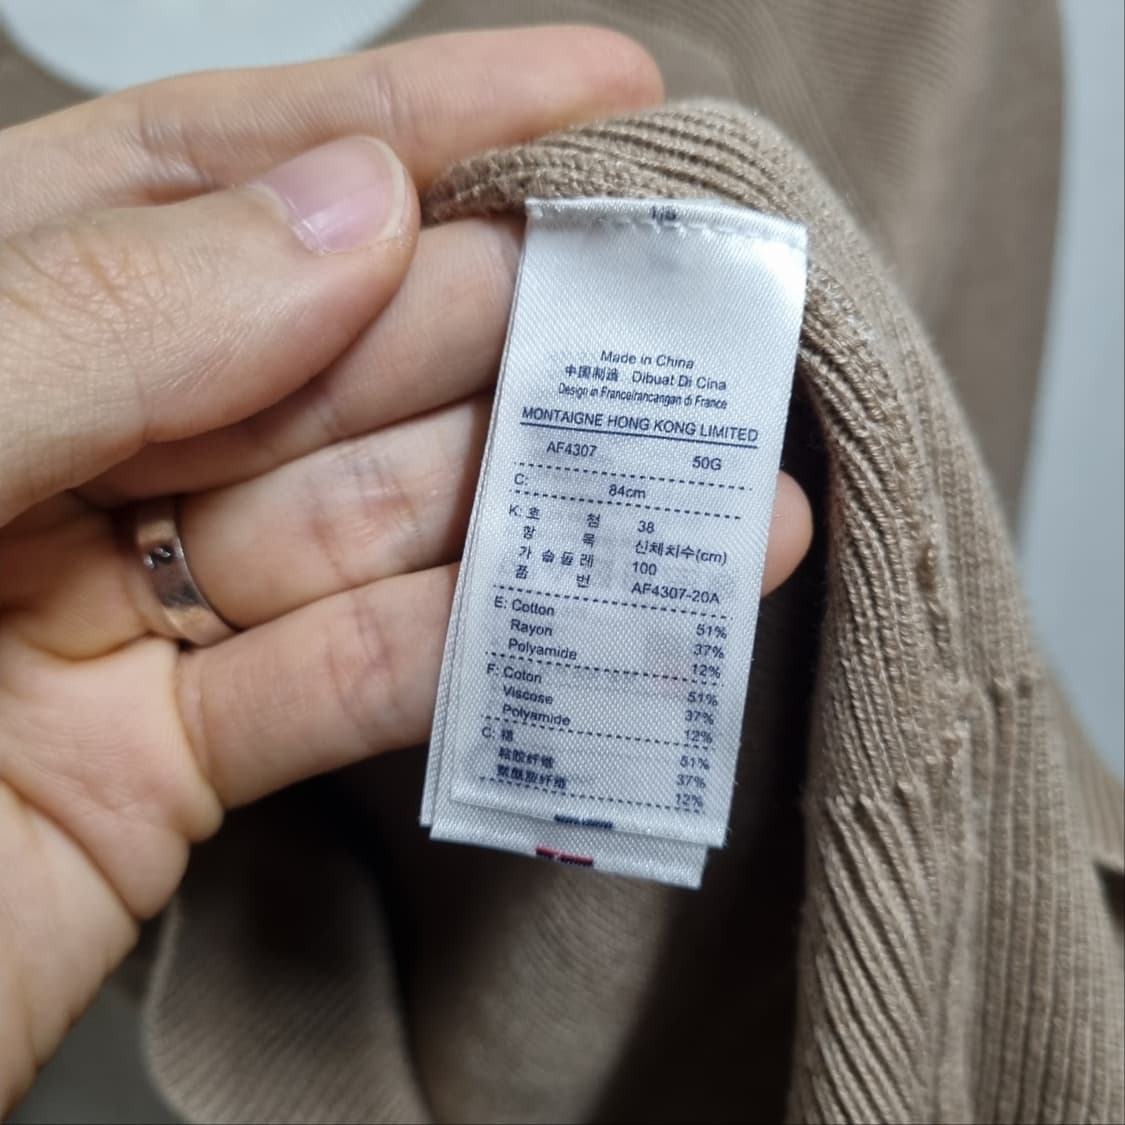 1/8
Made in China
中国制造 Dibuat Di Cina
Design in France/rancangan di France
MONTAIGNE HONG KONG LIMITED
AF4307 50G
C: 84cm
K: 호 칭 38
항 목 신체치수(cm)
가슴둘레 100
품 번 AF4307-20A
E: Cotton 51%
Rayon 37%
Polyamide 12%
F: Coton 51%
Viscose 37%
Polyamide 12%
C: 棉 51%
粘胶纤维 37%
聚酰胺纤维 12%